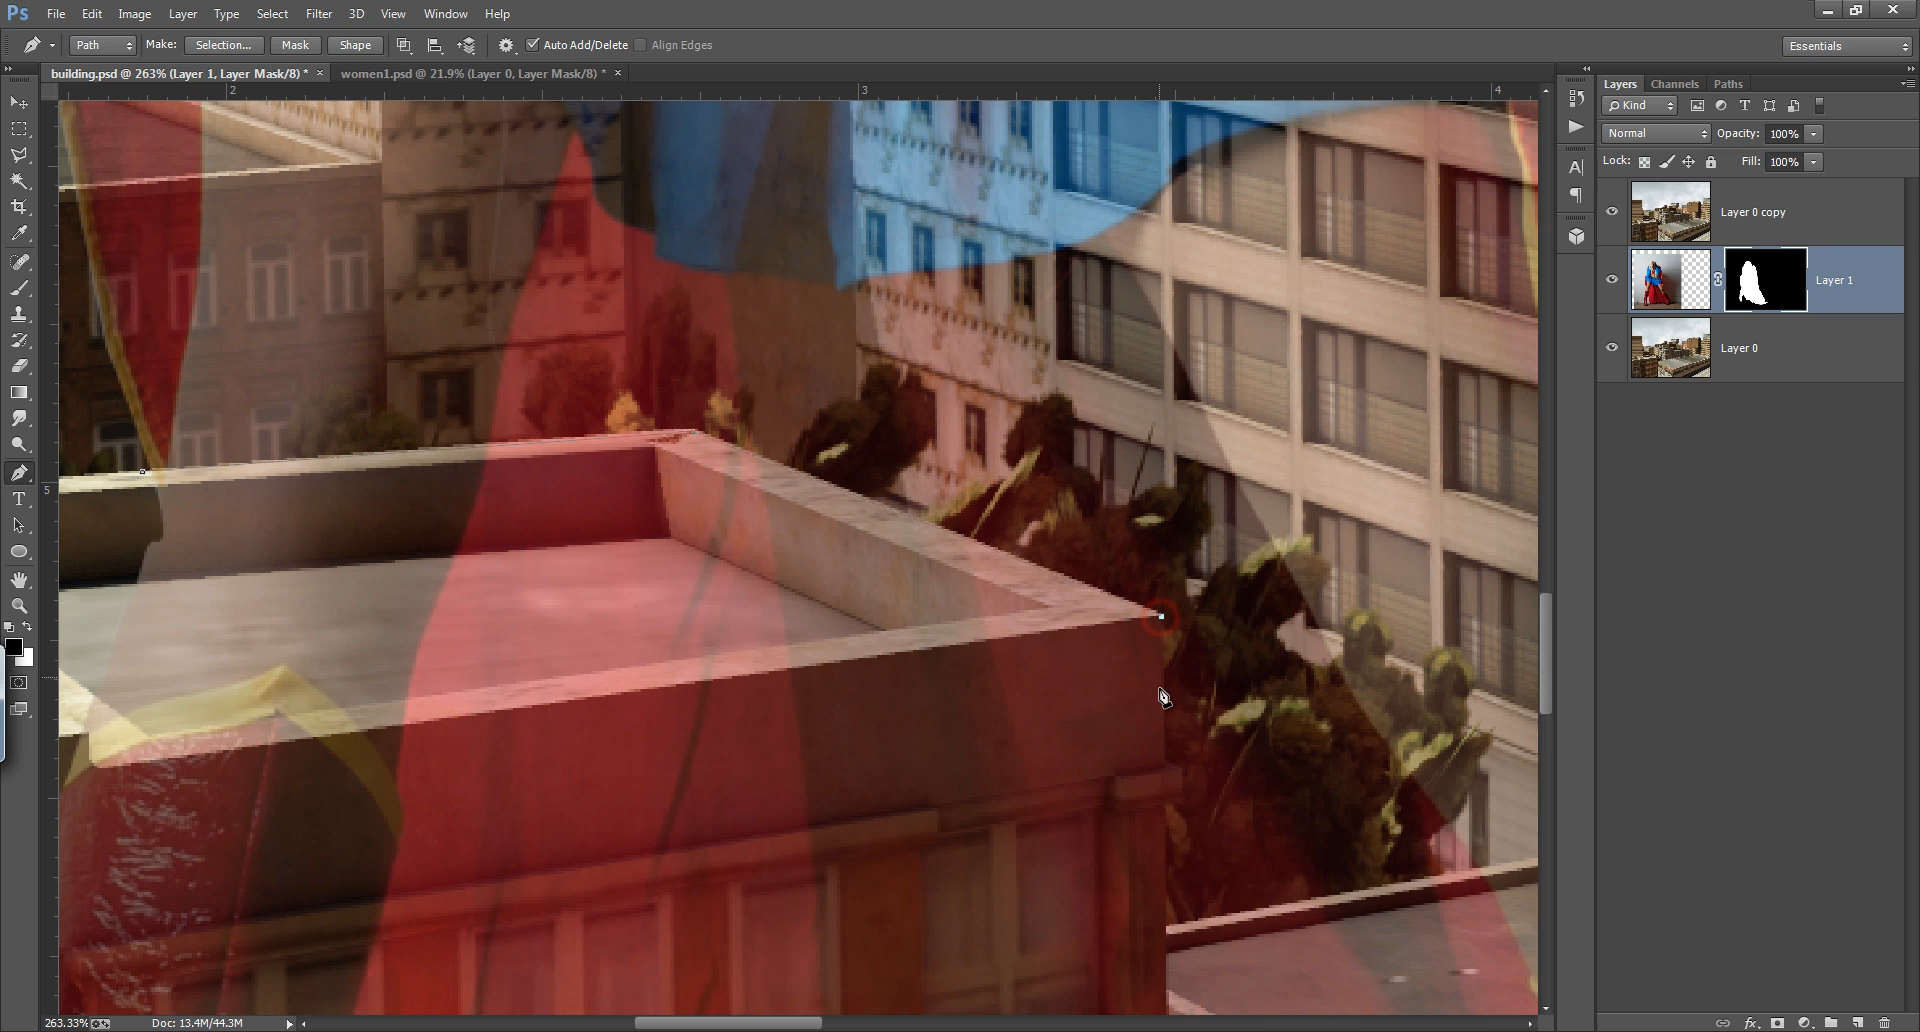 Ps File Edit Image Layer Type Select Filter 3D View Window Help
Path Make: Selection... Mask Shape Auto Add/Delete Align Edges Essentials
building.psd @ 263% (Layer 1, Layer Mask/8) * × women1.psd @ 21.9% (Layer 0, Layer Mask/8) * ×
Layers Channels Paths
2 3 4
Kind
Normal Opacity: 100%
Lock: Fill: 100%
Layer 0 copy
Layer 1
Layer 0
5
263.33% Doc: 13.4M/44.3M